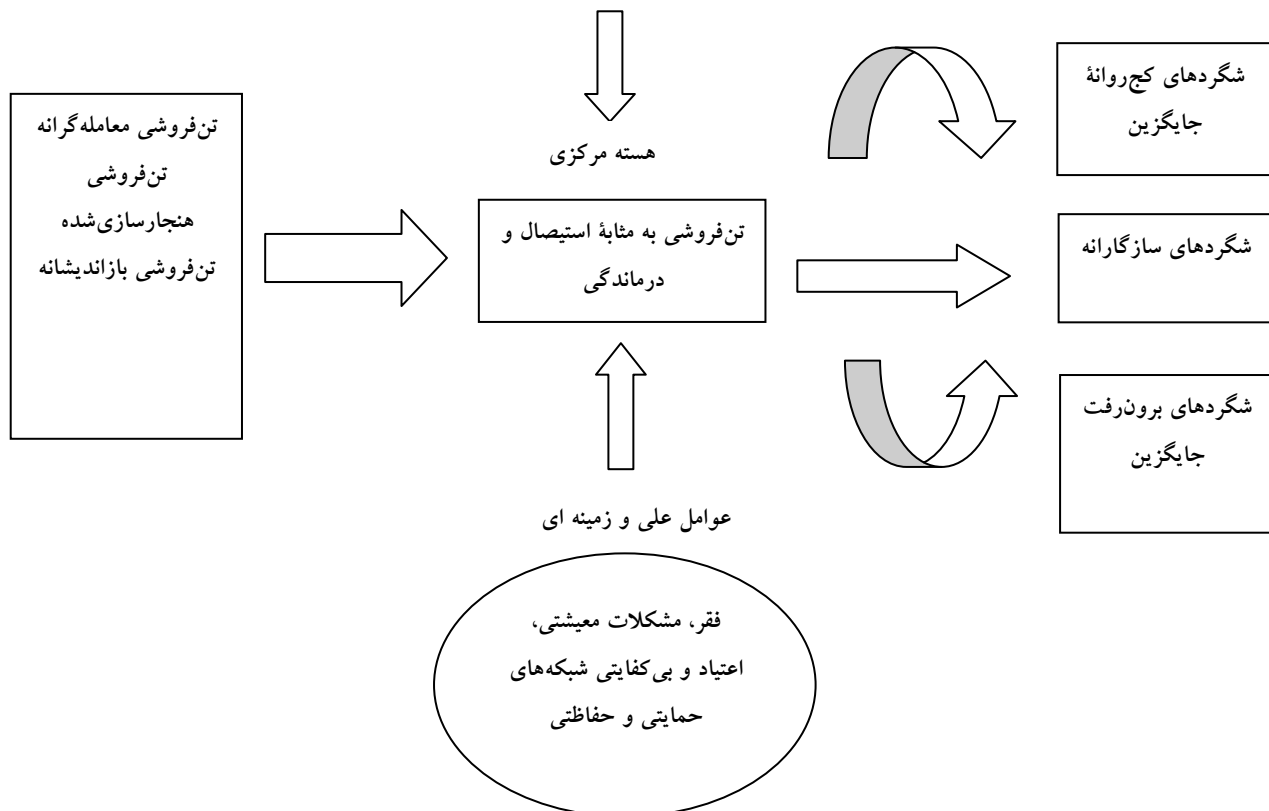 شگردهای کج‌روانۀ
جایگزین
تن‌فروشی معامله‌گرانه
تن‌فروشی
هنجارسازی‌شده
تن‌فروشی بازاندیشانه
هسته مرکزی
تن‌فروشی به مثابۀ استیصال و
درماندگی
شگردهای سازگارانه
شگردهای برون‌رفت
جایگزین
عوامل علی و زمینه ای
فقر، مشکلات معیشتی،
اعتیاد و بی‌کفایتی شبکه‌های
حمایتی و حفاظتی